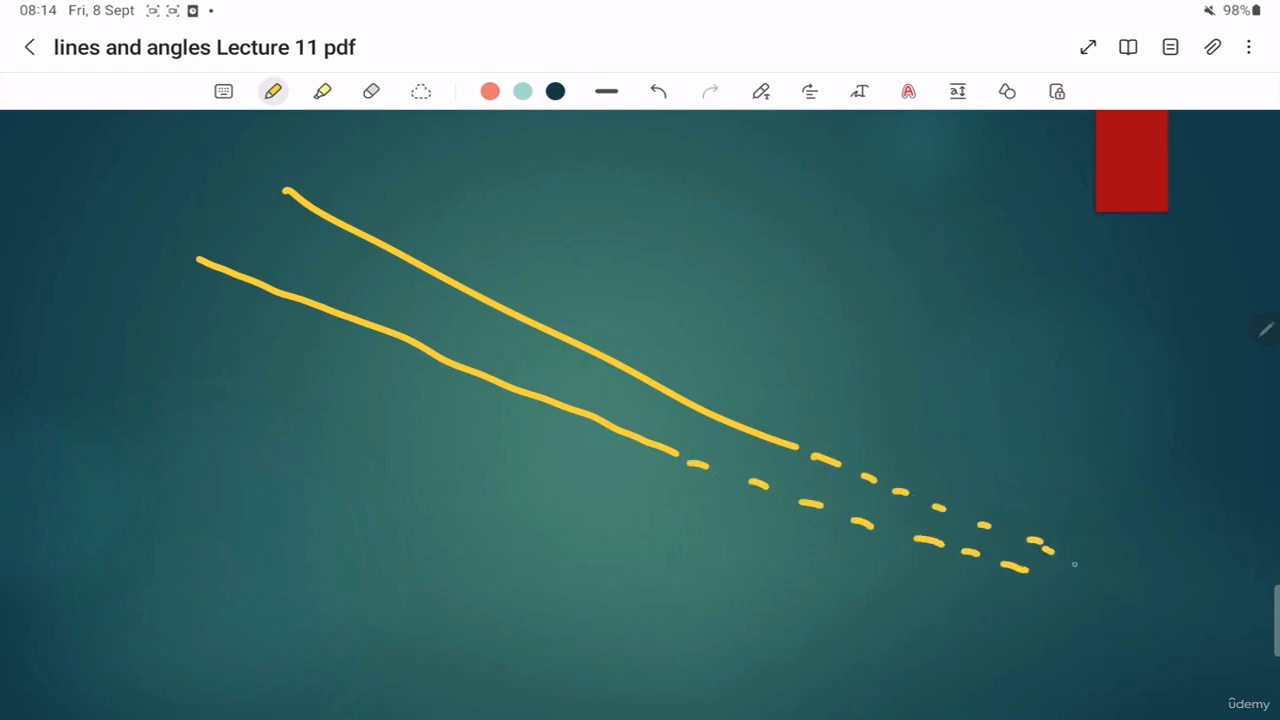 08:14 Fri, 8 Sept 98%
lines and angles Lecture 11 pdf
A
a
T
ûdemy